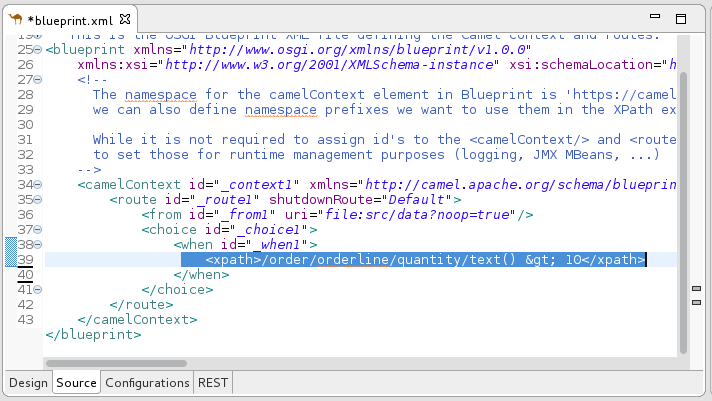 *blueprint.xml
19 This is the OSGi Blueprint XML file defining the Camel Context and routes.
25 <blueprint xmlns="http://www.osgi.org/xmlns/blueprint/v1.0.0"
26 xmlns:xsi="http://www.w3.org/2001/XMLSchema-instance" xsi:schemaLocation="h
27 <!--
28 The namespace for the camelContext element in Blueprint is 'https://camel
29 we can also define namespace prefixes we want to use them in the XPath ex
30
31 While it is not required to assign id's to the <camelContext/> and <route
32 to set those for runtime management purposes (logging, JMX MBeans, ...)
33 -->
34 <camelContext id="_context1" xmlns="http://camel.apache.org/schema/blueprin
35 <route id="_route1" shutdownRoute="Default">
36 <from id="_from1" uri="file:src/data?noop=true"/>
37 <choice id="_choice1">
38 <when id="_when1">
39 <xpath>/order/orderline/quantity/text() &gt; 10</xpath>
40 </when>
41 </choice>
42 </route>
43 </camelContext>
</blueprint>
Design Source Configurations REST